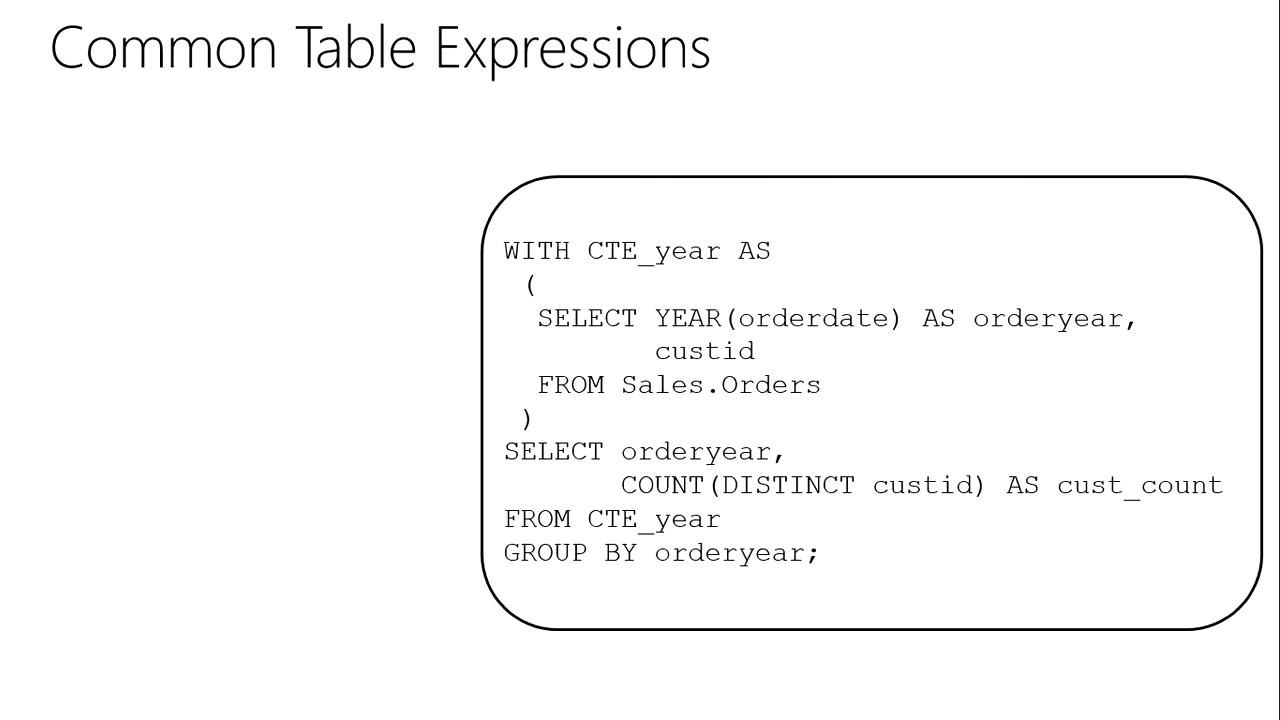 Common Table Expressions
WITH CTE_year AS
(
SELECT YEAR(orderdate) AS orderyear,
custid
FROM Sales.Orders
)
SELECT orderyear,
COUNT(DISTINCT custid) AS cust_count
FROM CTE_year
GROUP BY orderyear;